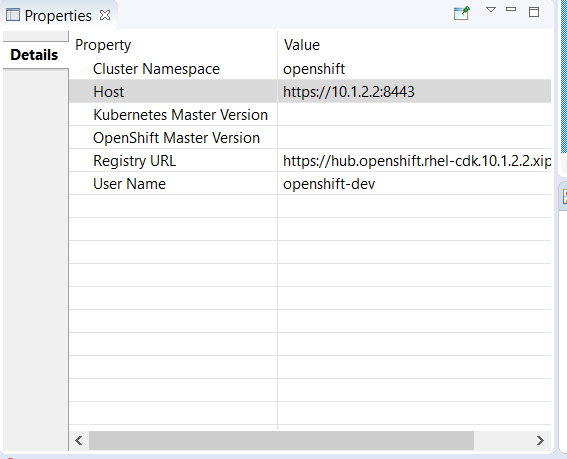 Properties
Details
Property Value
Cluster Namespace openshift
Host https://10.1.2.2:8443
Kubernetes Master Version
OpenShift Master Version
Registry URL https://hub.openshift.rhel-cdk.10.1.2.2.xip
User Name openshift-dev